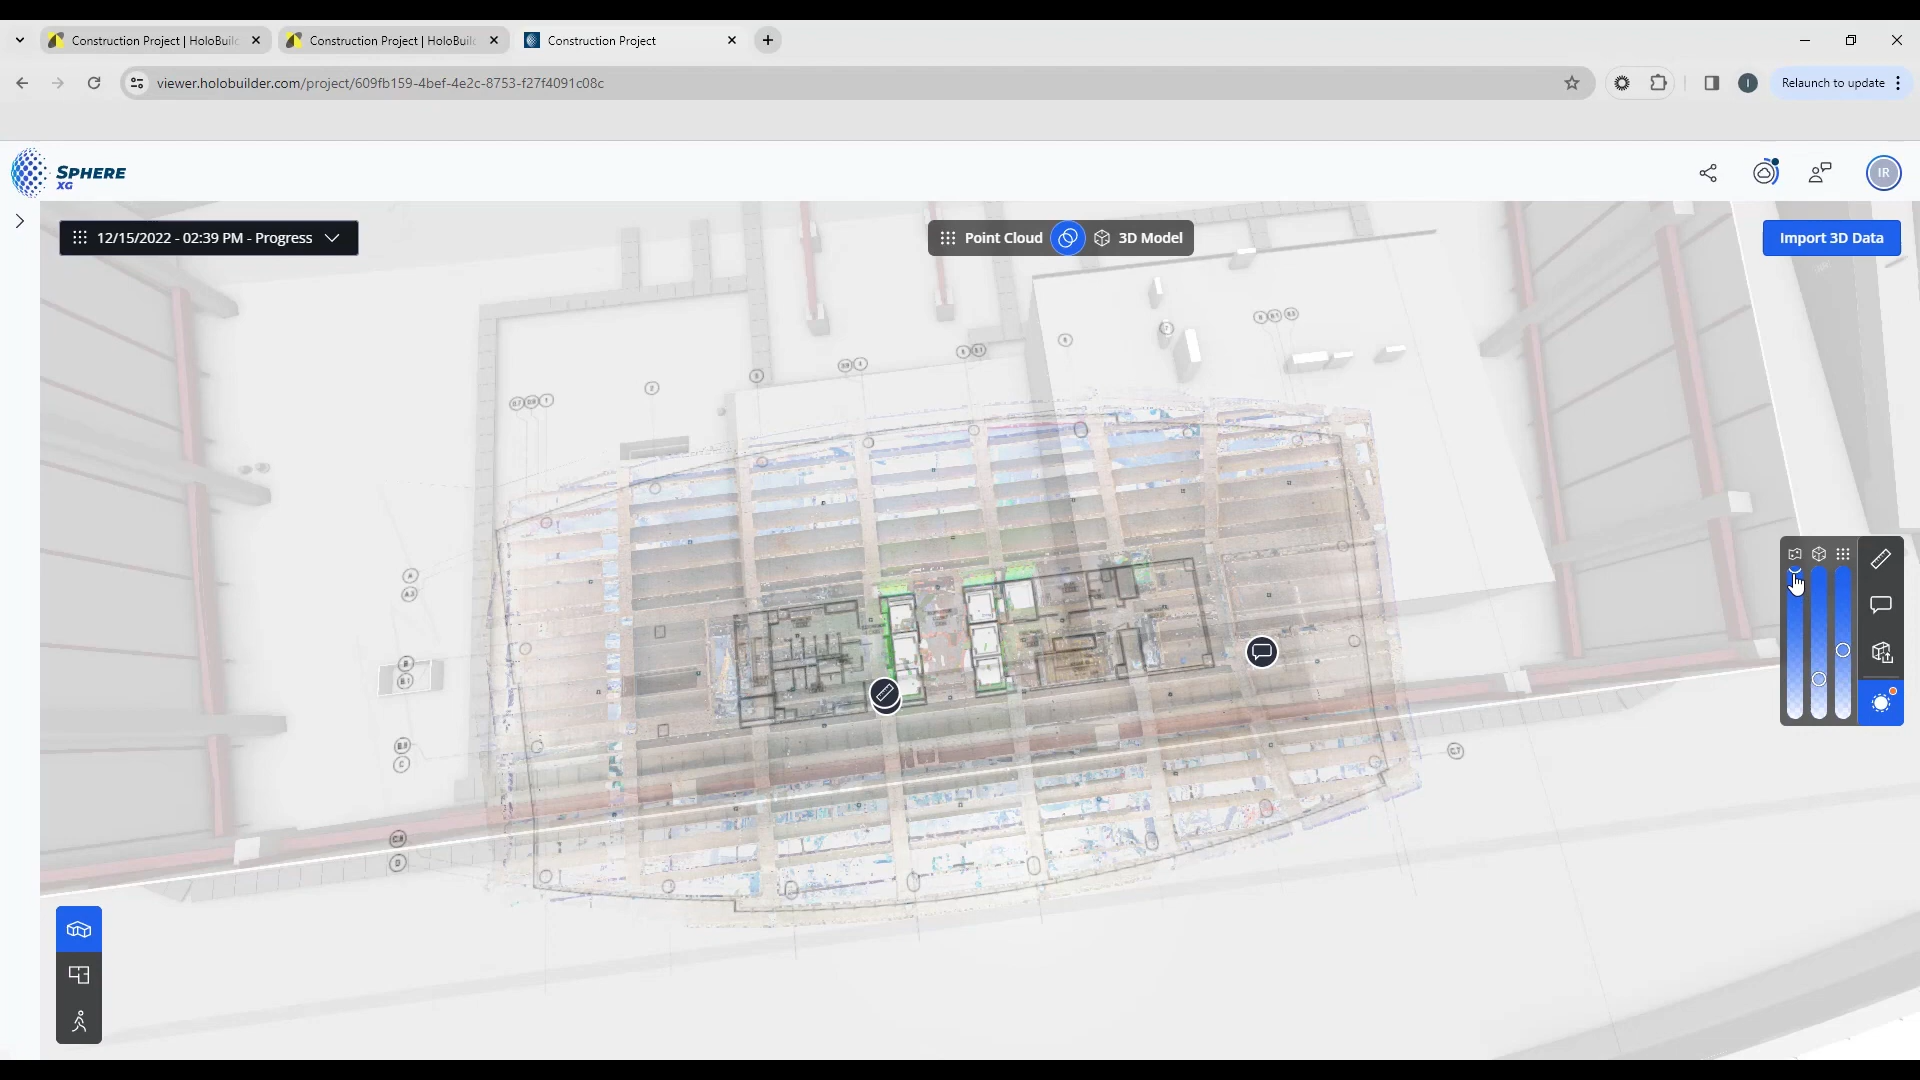 Construction Project | HoloBuil
Construction Project | HoloBuil
Construction Project
viewer.holobuilder.com/project/609fb159-4bef-4e2c-8753-f27f4091c08c
Relaunch to update
SPHERE
XG
IR
12/15/2022 - 02:39 PM - Progress
Point Cloud
3D Model
Import 3D Data